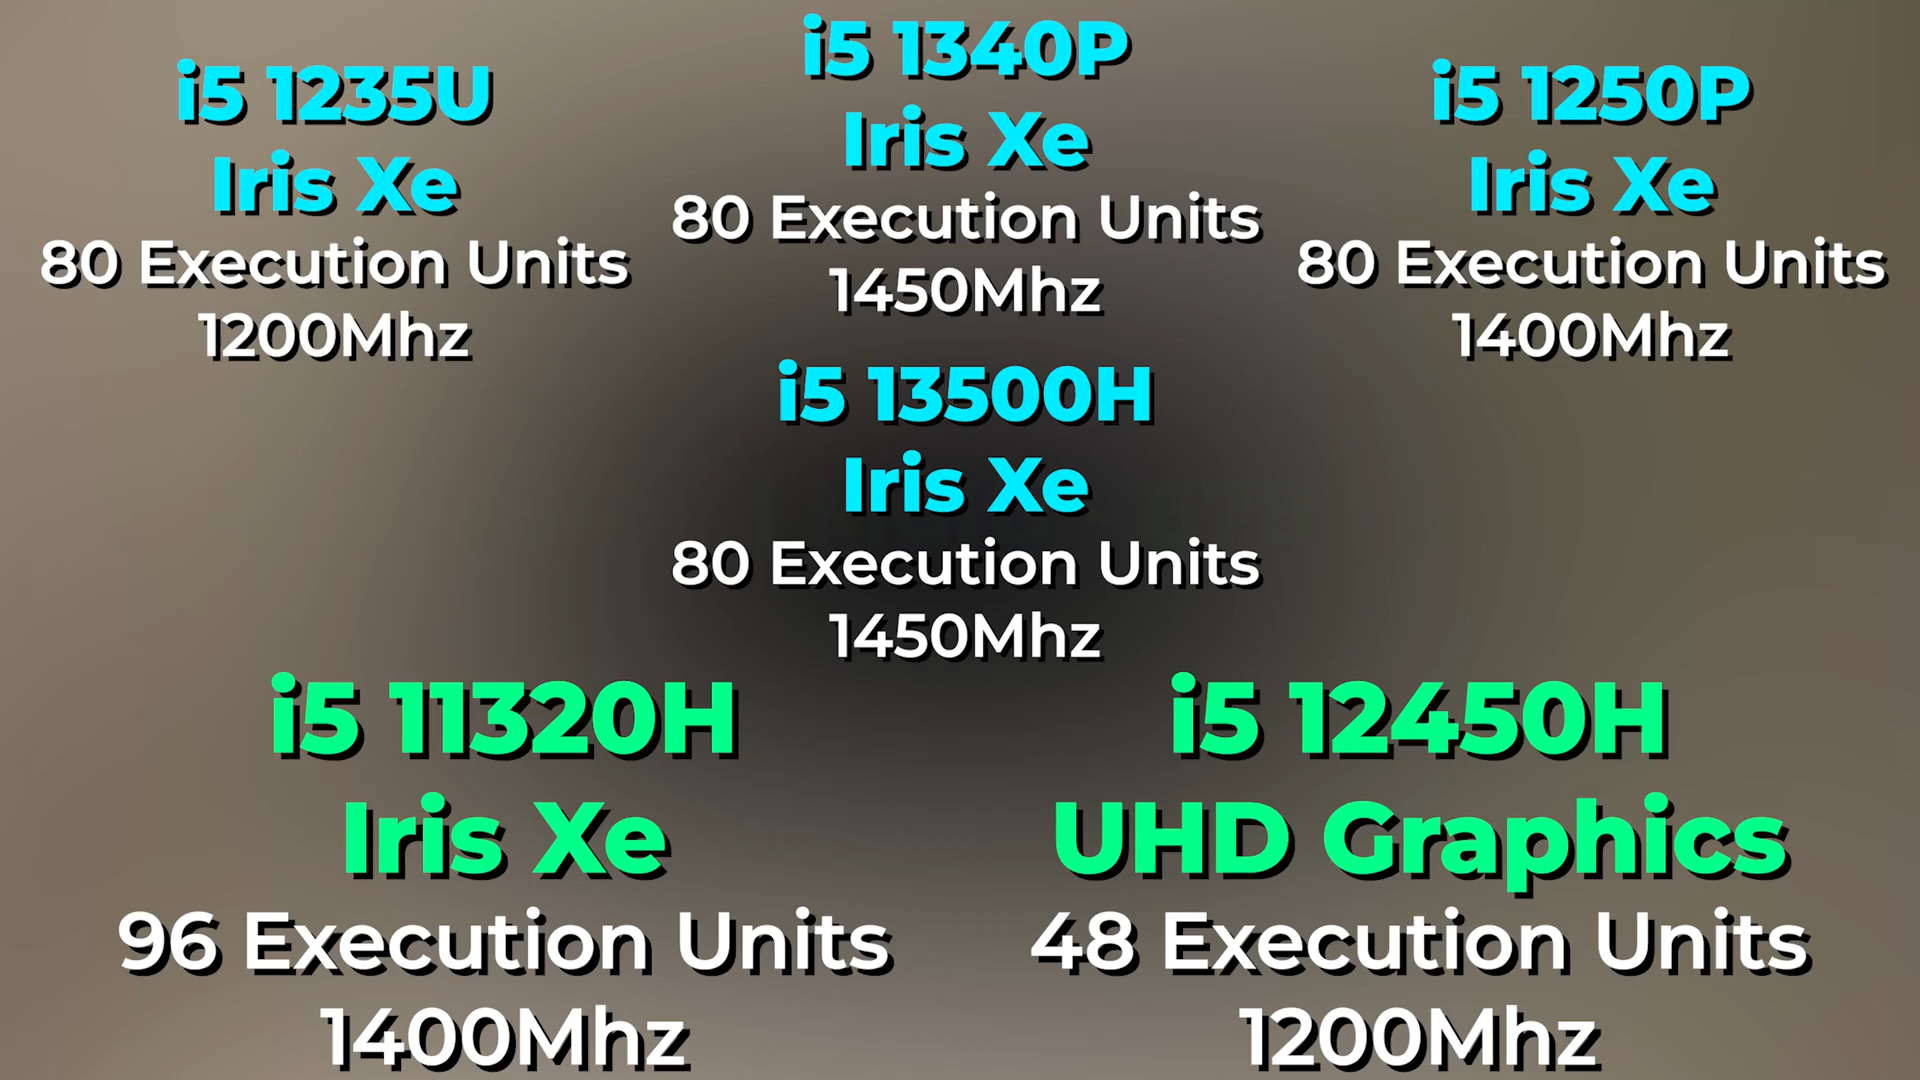 i5 1235U
Iris Xe
80 Execution Units
1200Mhz
i5 1340P
Iris Xe
80 Execution Units
1450Mhz
i5 1250P
Iris Xe
80 Execution Units
1400Mhz
i5 13500H
Iris Xe
80 Execution Units
1450Mhz
i5 11320H
Iris Xe
96 Execution Units
1400Mhz
i5 12450H
UHD Graphics
48 Execution Units
1200Mhz